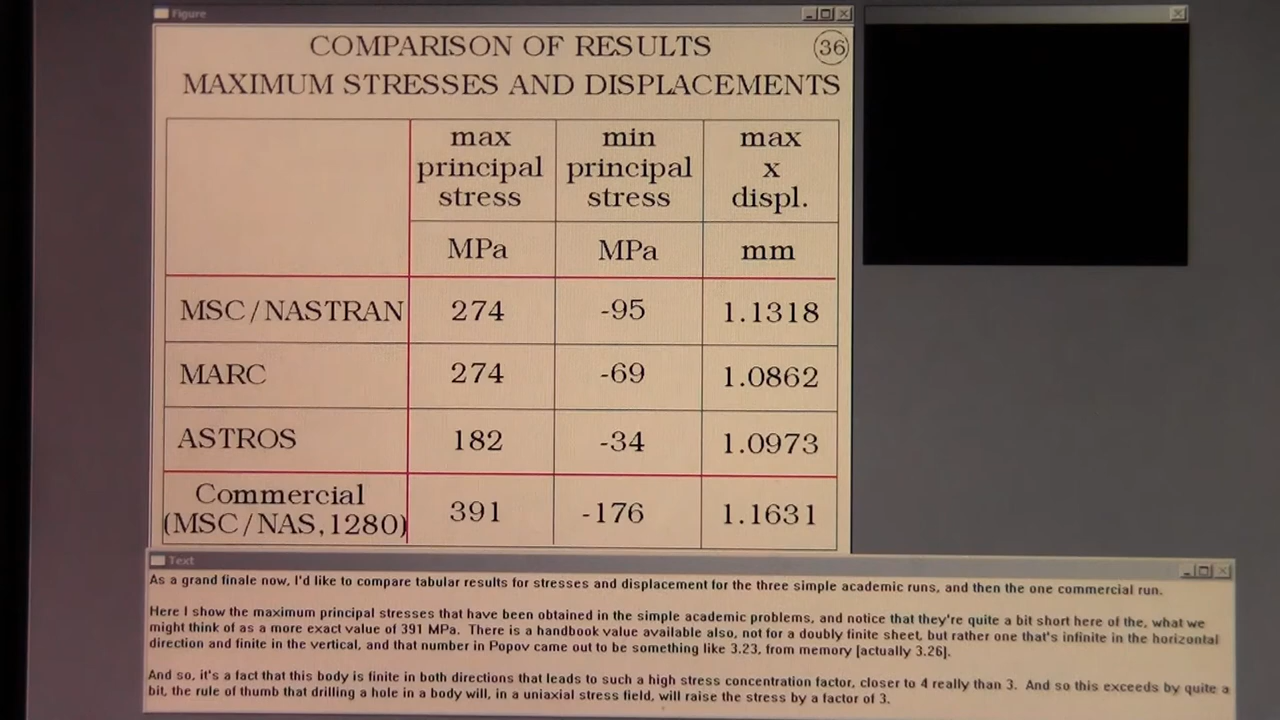 Figure
COMPARISON OF RESULTS
36
MAXIMUM STRESSES AND DISPLACEMENTS
max principal stress
min principal stress
max x displ.
MPa MPa mm
MSC/NASTRAN 274 -95 1.1318
MARC 274 -69 1.0862
ASTROS 182 -34 1.0973
Commercial
(MSC/NAS,1280) 391 -176 1.1631
Text
As a grand finale now, I'd like to compare tabular results for stresses and displacement for the three simple academic runs, and then the one commercial run.
Here I show the maximum principal stresses that have been obtained in the simple academic problems, and notice that they're quite a bit short here of the, what we
might think of as a more exact value of 391 MPa. There is a handbook value available also, not for a doubly finite sheet, but rather one that's infinite in the horizontal
direction and finite in the vertical, and that number in Popov came out to be something like 3.23, from memory [actually 3.26].
And so, it's a fact that this body is finite in both directions that leads to such a high stress concentration factor, closer to 4 really than 3. And so this exceeds by quite a
bit, the rule of thumb that drilling a hole in a body will, in a uniaxial stress field, will raise the stress by a factor of 3.